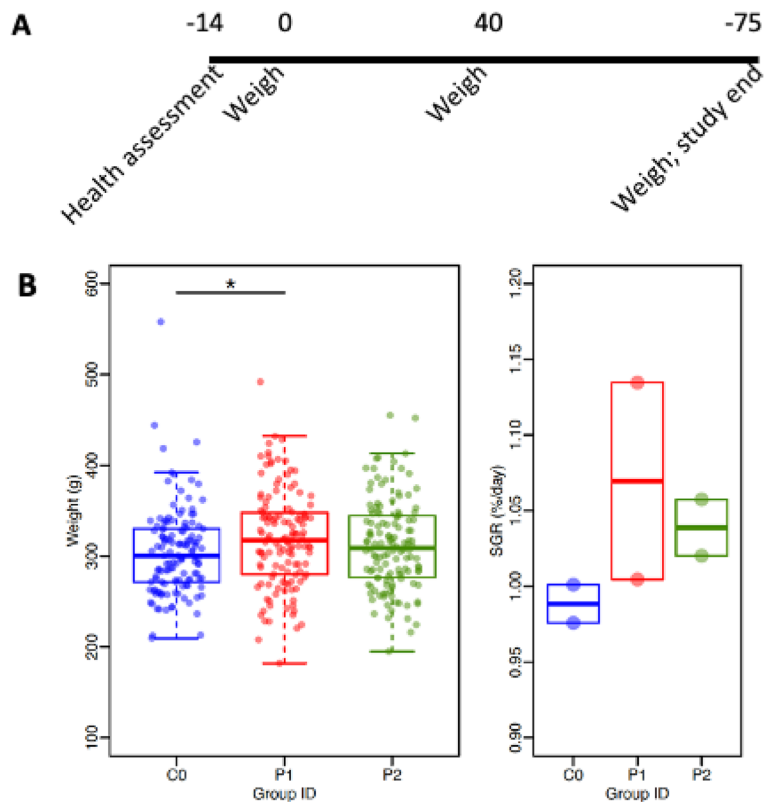 A
-14 0 40 -75
Health assessment
Weigh
Weigh
Weigh; study end
B
*
600
500
400
300
200
100
Weight (g)
C0 P1 P2
Group ID
1.20
1.15
1.10
1.05
1.00
0.95
0.90
SGR (%/day)
C0 P1 P2
Group ID